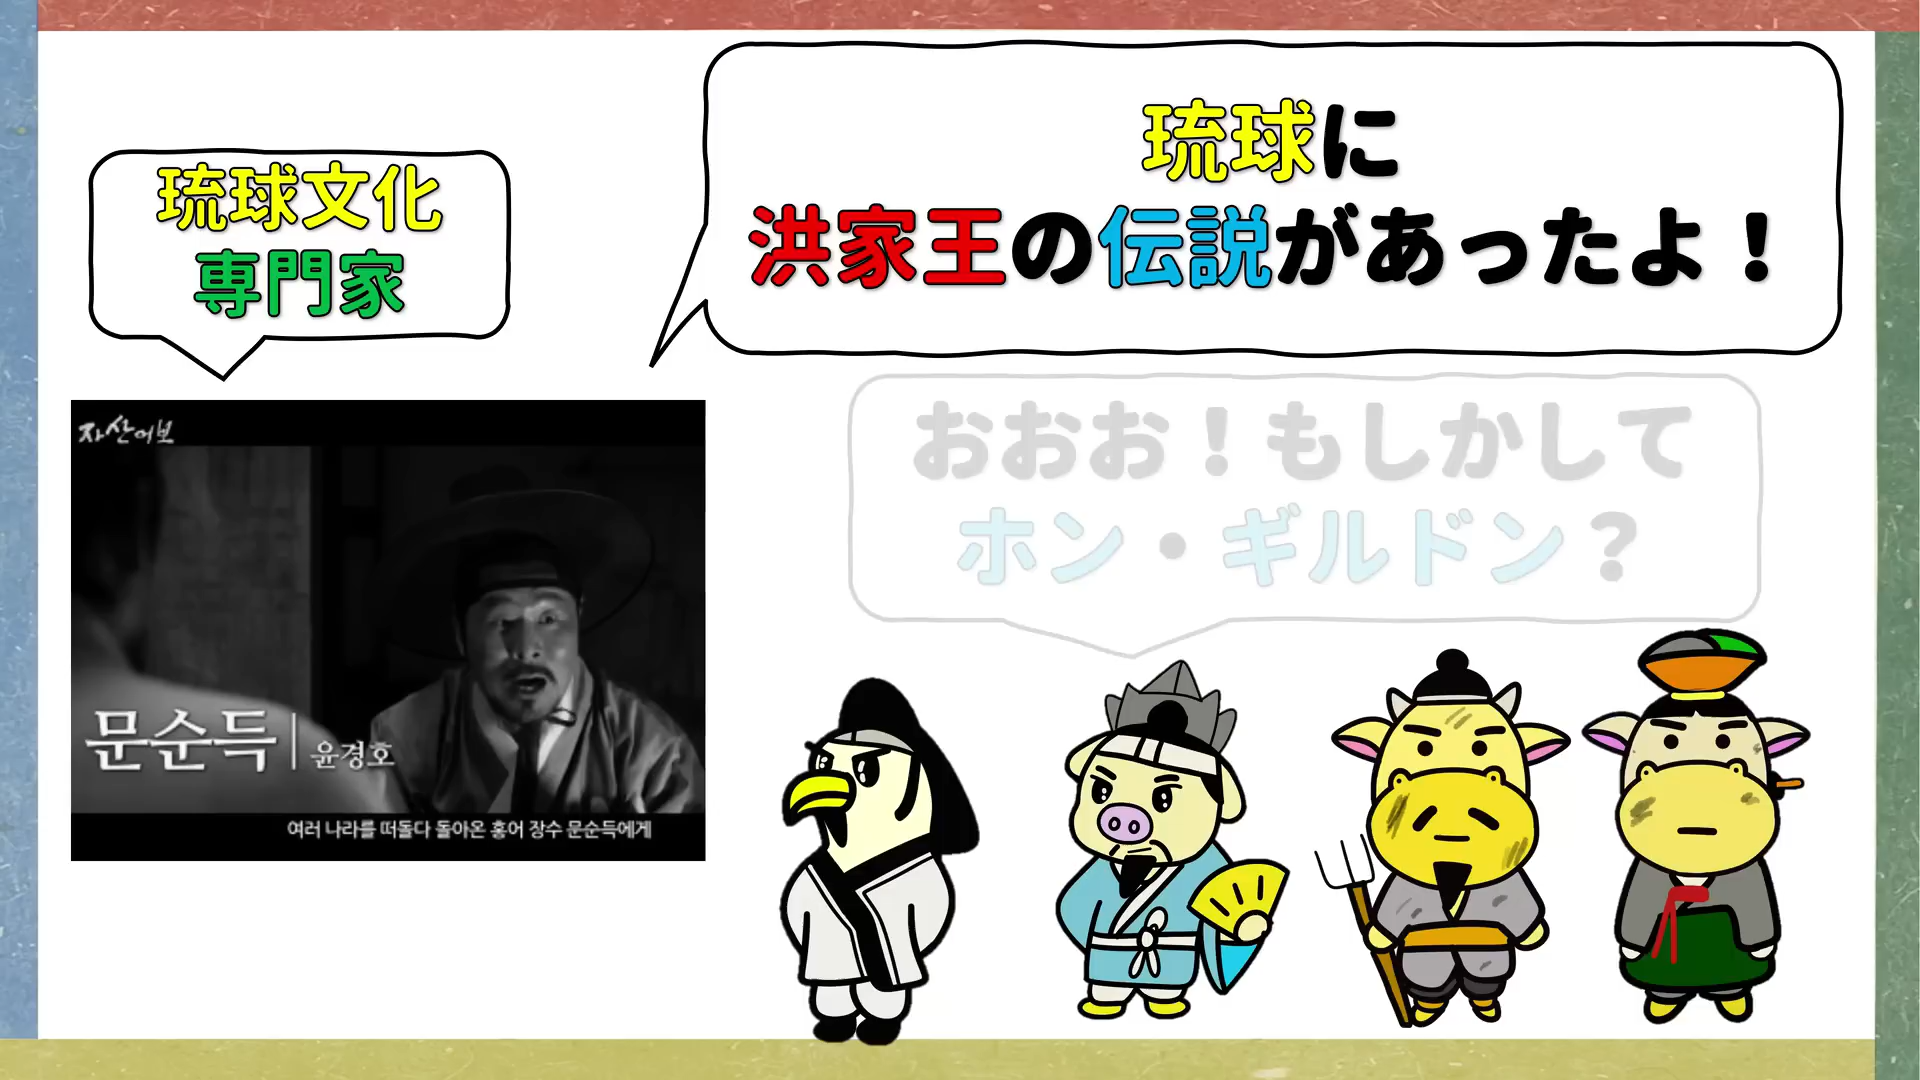 琉球文化
専門家
琉球に
洪家王の伝説があったよ！
おおお！もしかして
ホン・ギルドン？
자산어보
문순득 | 윤경호
여러 나라를 떠돌다 돌아온 홍어 장수 문순득에게